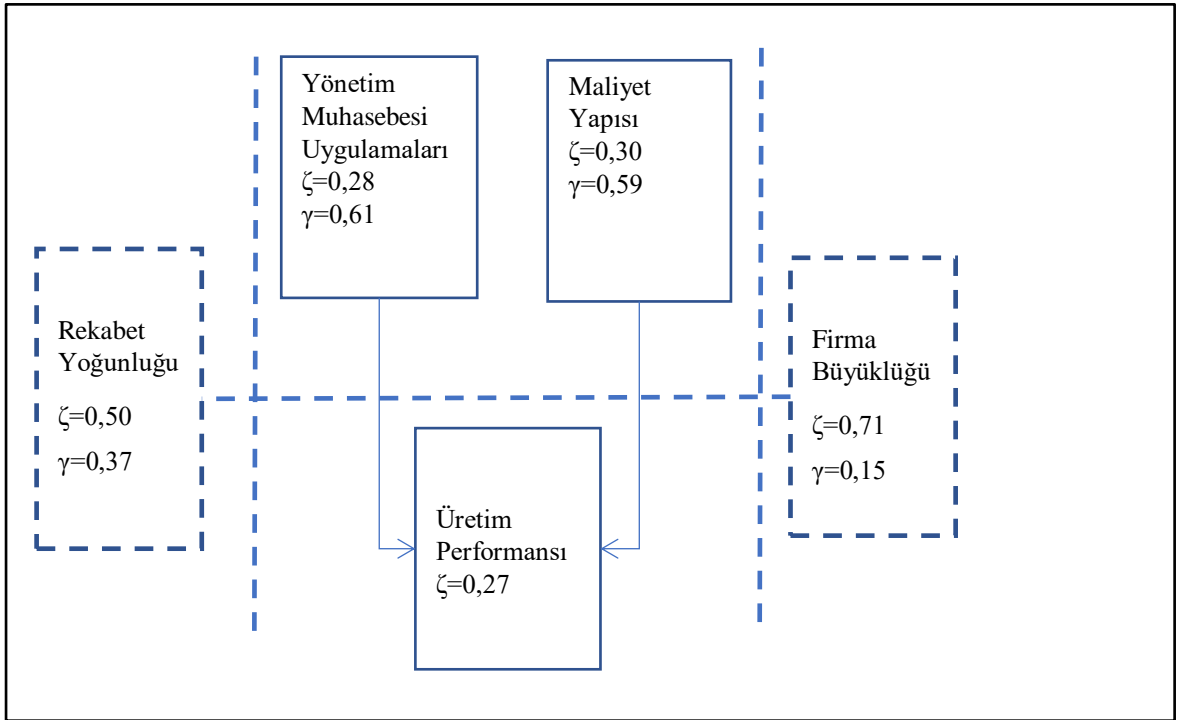 Yönetim
Muhasebesi
Uygulamaları
ζ=0,28
γ=0,61
Maliyet
Yapısı
ζ=0,30
γ=0,59
Rekabet
Yoğunluğu
ζ=0,50
γ=0,37
Firma
Büyüklüğü
ζ=0,71
γ=0,15
Üretim
Performansı
ζ=0,27